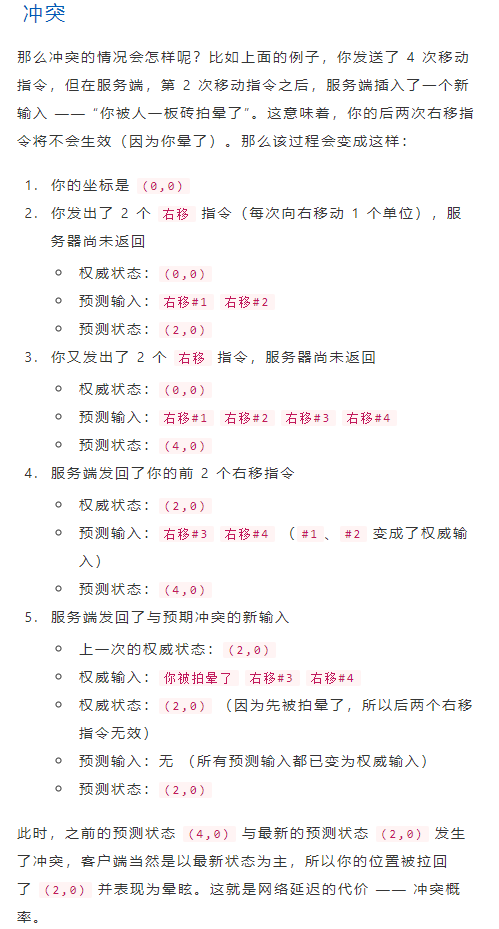 冲突
那么冲突的情况会怎样呢？比如上面的例子，你发送了 4 次移动
指令，但在服务端，第 2 次移动指令之后，服务端插入了一个新
输入 —— “你被人一板砖拍晕了”。这意味着，你的后两次右移指
令将不会生效（因为你晕了）。那么该过程会变成这样：
1. 你的坐标是 (0,0)
2. 你发出了 2 个 右移 指令（每次向右移动 1 个单位），服
务器尚未返回
◦ 权威状态：(0,0)
◦ 预测输入：右移#1 右移#2
◦ 预测状态：(2,0)
3. 你又发出了 2 个 右移 指令，服务器尚未返回
◦ 权威状态：(0,0)
◦ 预测输入：右移#1 右移#2 右移#3 右移#4
◦ 预测状态：(4,0)
4. 服务端发回了你的前 2 个右移指令
◦ 权威状态：(2,0)
◦ 预测输入：右移#3 右移#4 （#1、#2 变成了权威输
入）
◦ 预测状态：(4,0)
5. 服务端发回了与预期冲突的新输入
◦ 上一次的权威状态：(2,0)
◦ 权威输入：你被拍晕了 右移#3 右移#4
◦ 权威状态：(2,0) （因为先被拍晕了，所以后两个右移
指令无效）
◦ 预测输入：无 （所有预测输入都已变为权威输入）
◦ 预测状态：(2,0)
此时，之前的预测状态 (4,0) 与最新的预测状态 (2,0) 发生
了冲突，客户端当然是以最新状态为主，所以你的位置被拉回
了 (2,0) 并表现为晕眩。这就是网络延迟的代价 —— 冲突概
率。